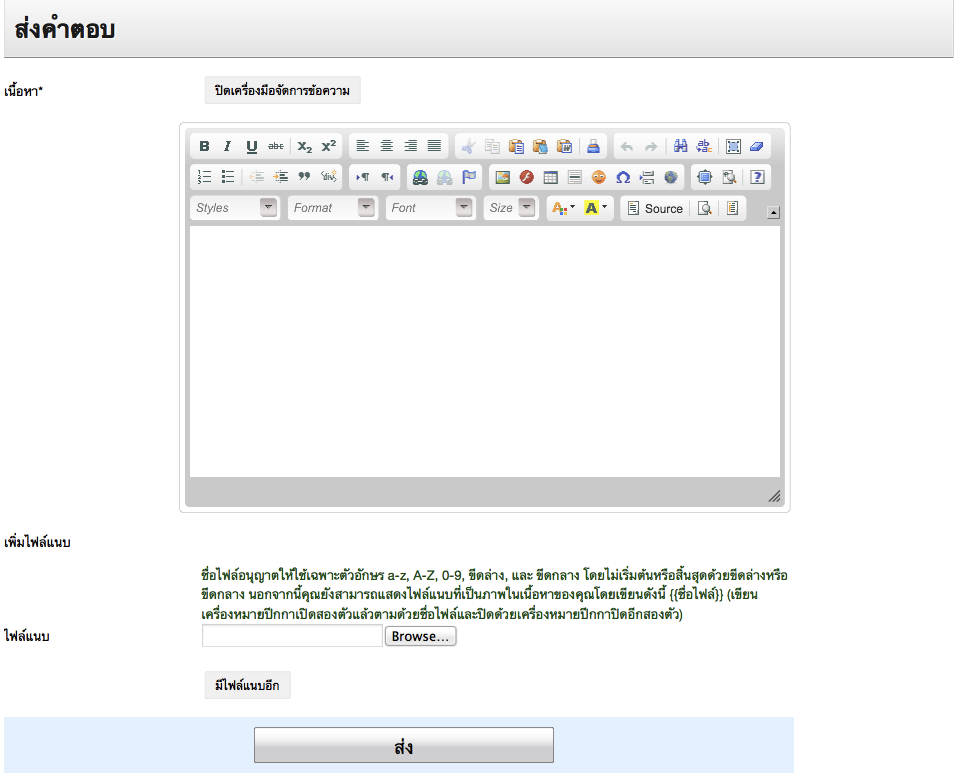 ส่งคำตอบ
เนื้อหา*
ปิดเครื่องมือจัดการข้อความ
B I U abc X₂ X²
Styles Format Font Size A A Source
เพิ่มไฟล์แนบ
ชื่อไฟล์อนุญาตให้ใช้เฉพาะตัวอักษร a-z, A-Z, 0-9, ขีดล่าง, และ ขีดกลาง โดยไม่เริ่มต้นหรือสิ้นสุดด้วยขีดล่างหรือ
ขีดกลาง นอกจากนี้คุณยังสามารถแสดงไฟล์แนบที่เป็นภาพในเนื้อหาของคุณโดยเขียนดังนี้ {{ชื่อไฟล์}} (เขียน
เครื่องหมายปีกกาเปิดสองตัวแล้วตามด้วยชื่อไฟล์และปิดด้วยเครื่องหมายปีกกาปิดอีกสองตัว)
ไฟล์แนบ
Browse...
มีไฟล์แนบอีก
ส่ง